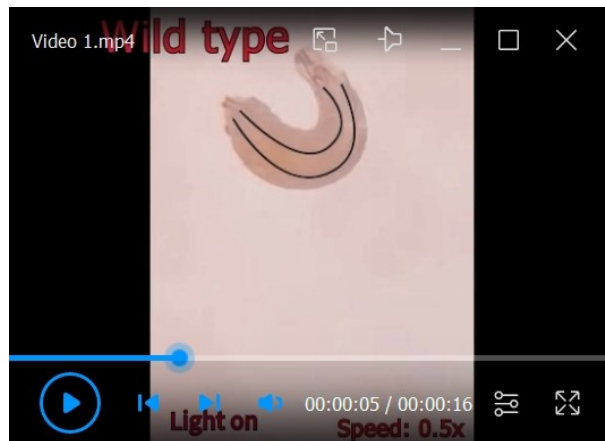 Video 1.mp4
Wild type
00:00:05 / 00:00:16
Light on
Speed: 0.5x